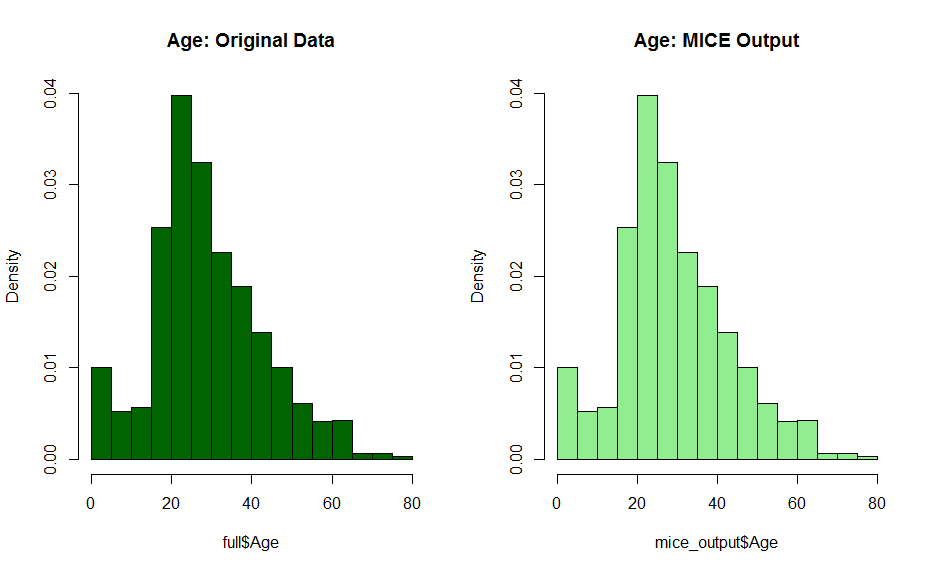 Age: Original Data
Density
0.00 0.01 0.02 0.03 0.04
0 20 40 60 80
full$Age
Age: MICE Output
Density
0.00 0.01 0.02 0.03 0.04
0 20 40 60 80
mice_output$Age